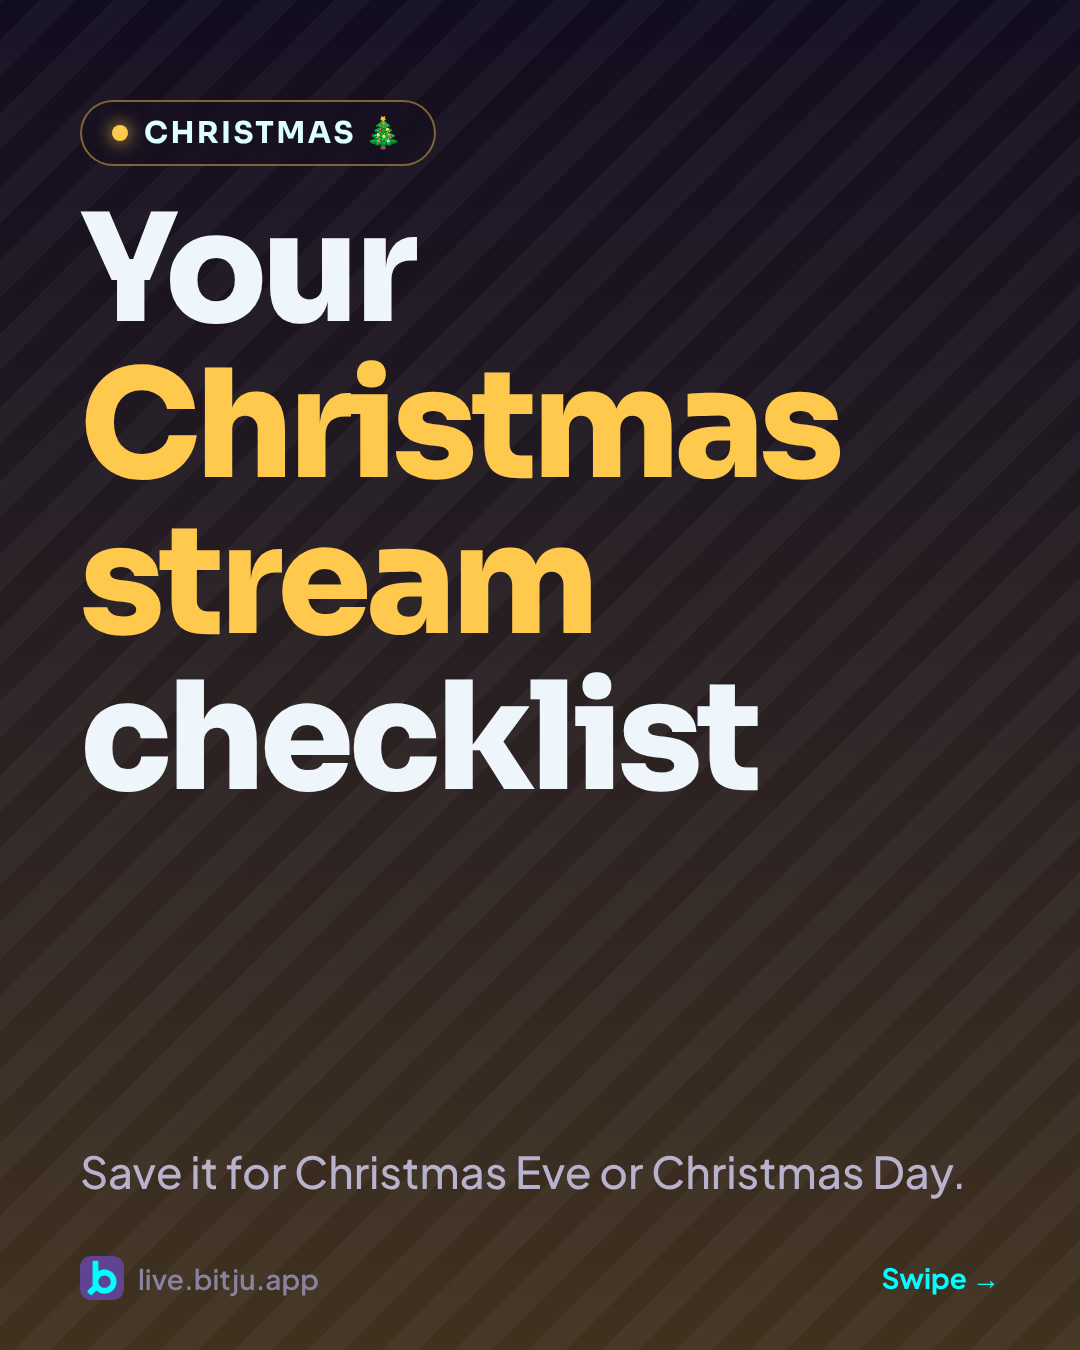 CHRISTMAS 🎄
Your
Christmas
stream
checklist
Save it for Christmas Eve or Christmas Day.
live.bitju.app
Swipe →